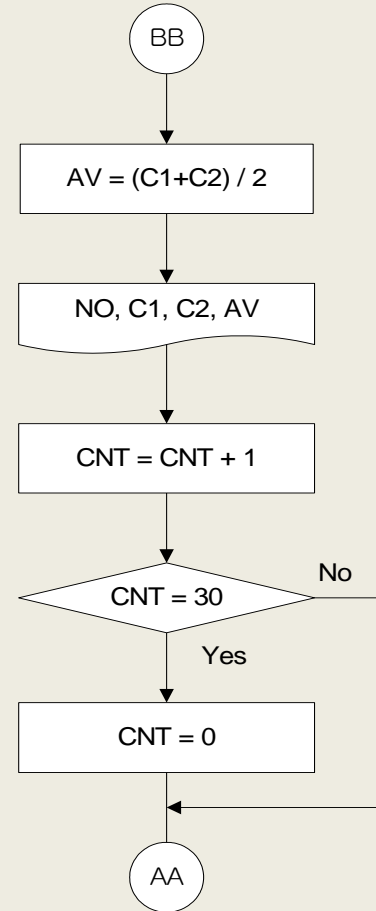 BB
AV = (C1+C2) / 2
NO, C1, C2, AV
CNT = CNT + 1
CNT = 30
No
Yes
CNT = 0
AA